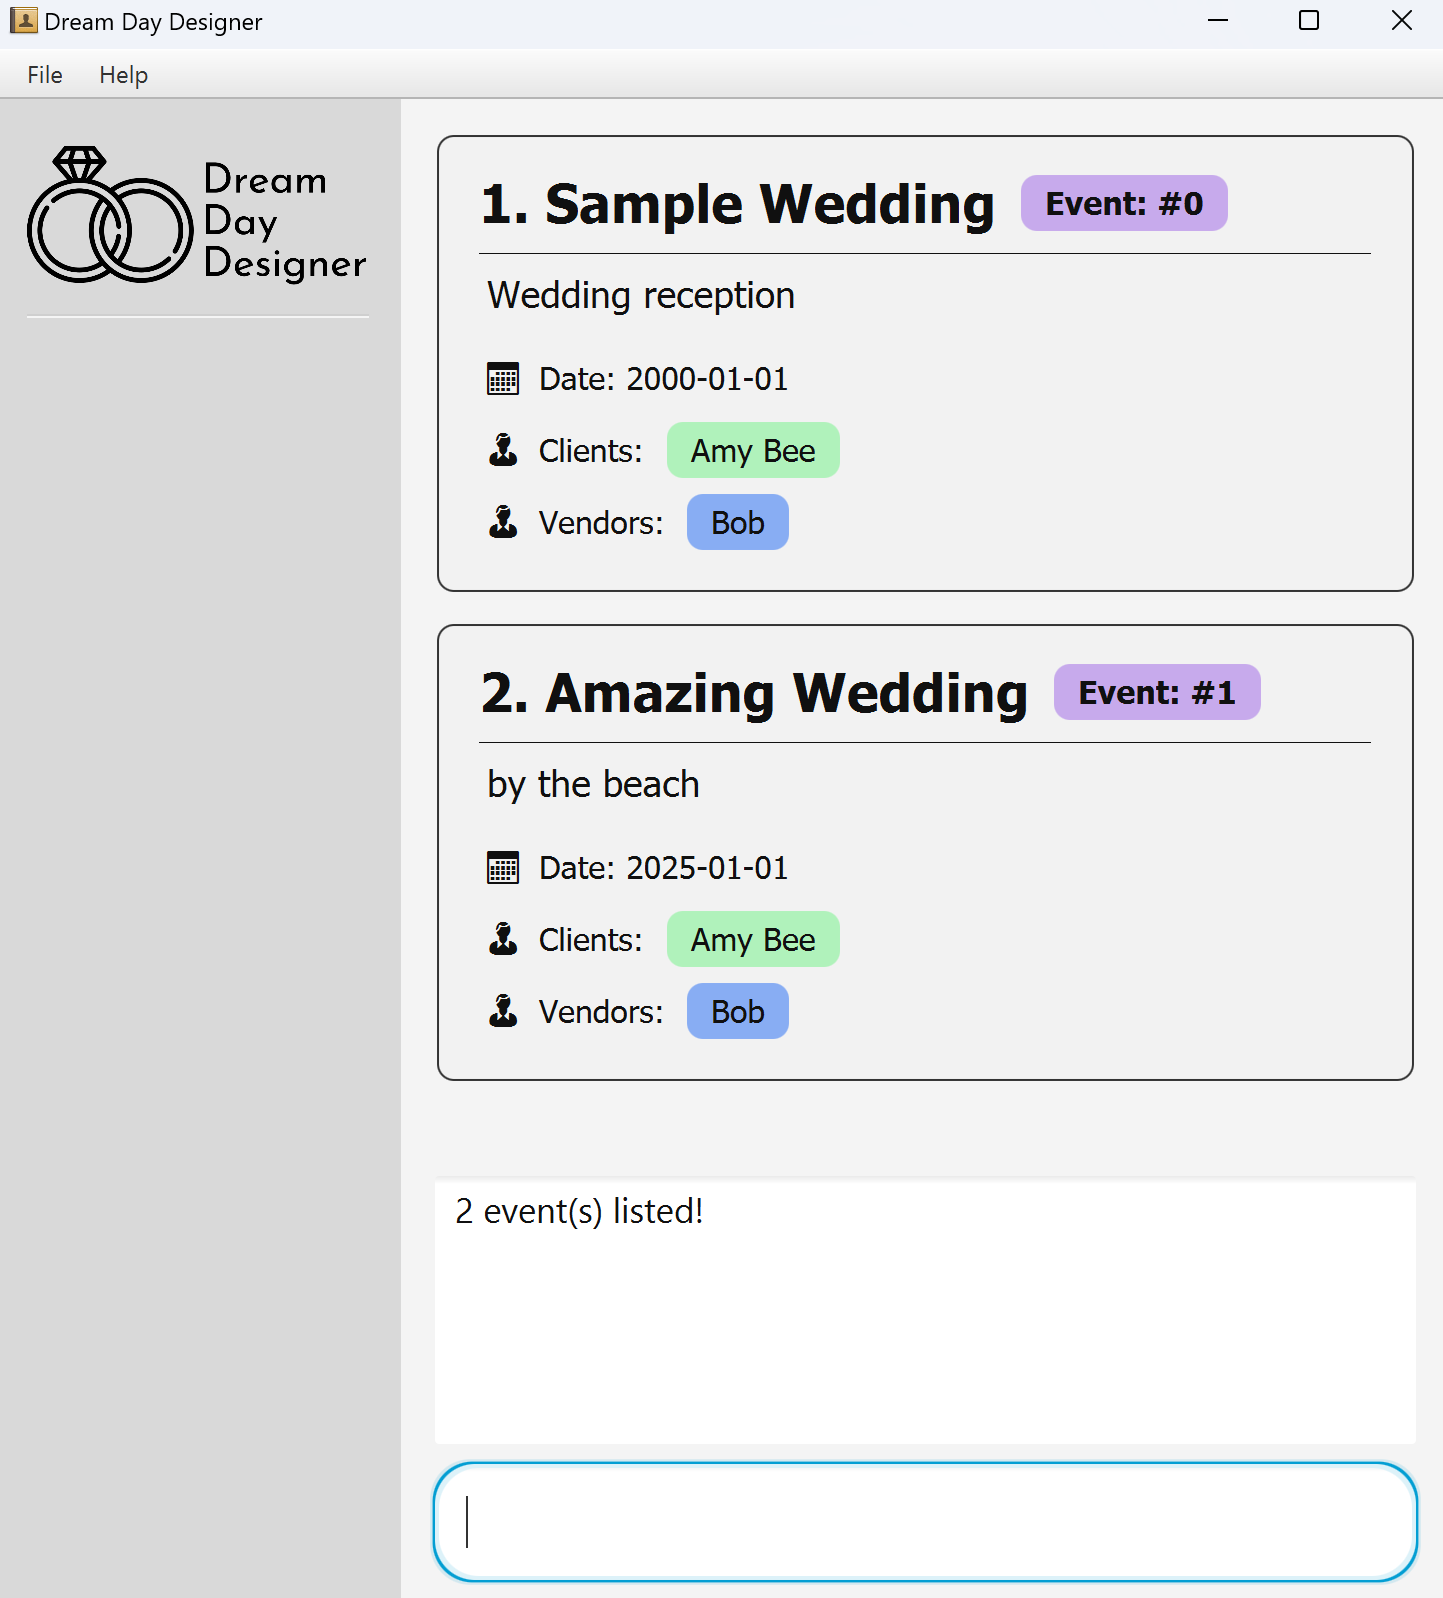 Dream Day Designer
File Help
Dream
Day
Designer
1. Sample Wedding Event: #0
Wedding reception
Date: 2000-01-01
Clients: Amy Bee
Vendors: Bob
2. Amazing Wedding Event: #1
by the beach
Date: 2025-01-01
Clients: Amy Bee
Vendors: Bob
2 event(s) listed!